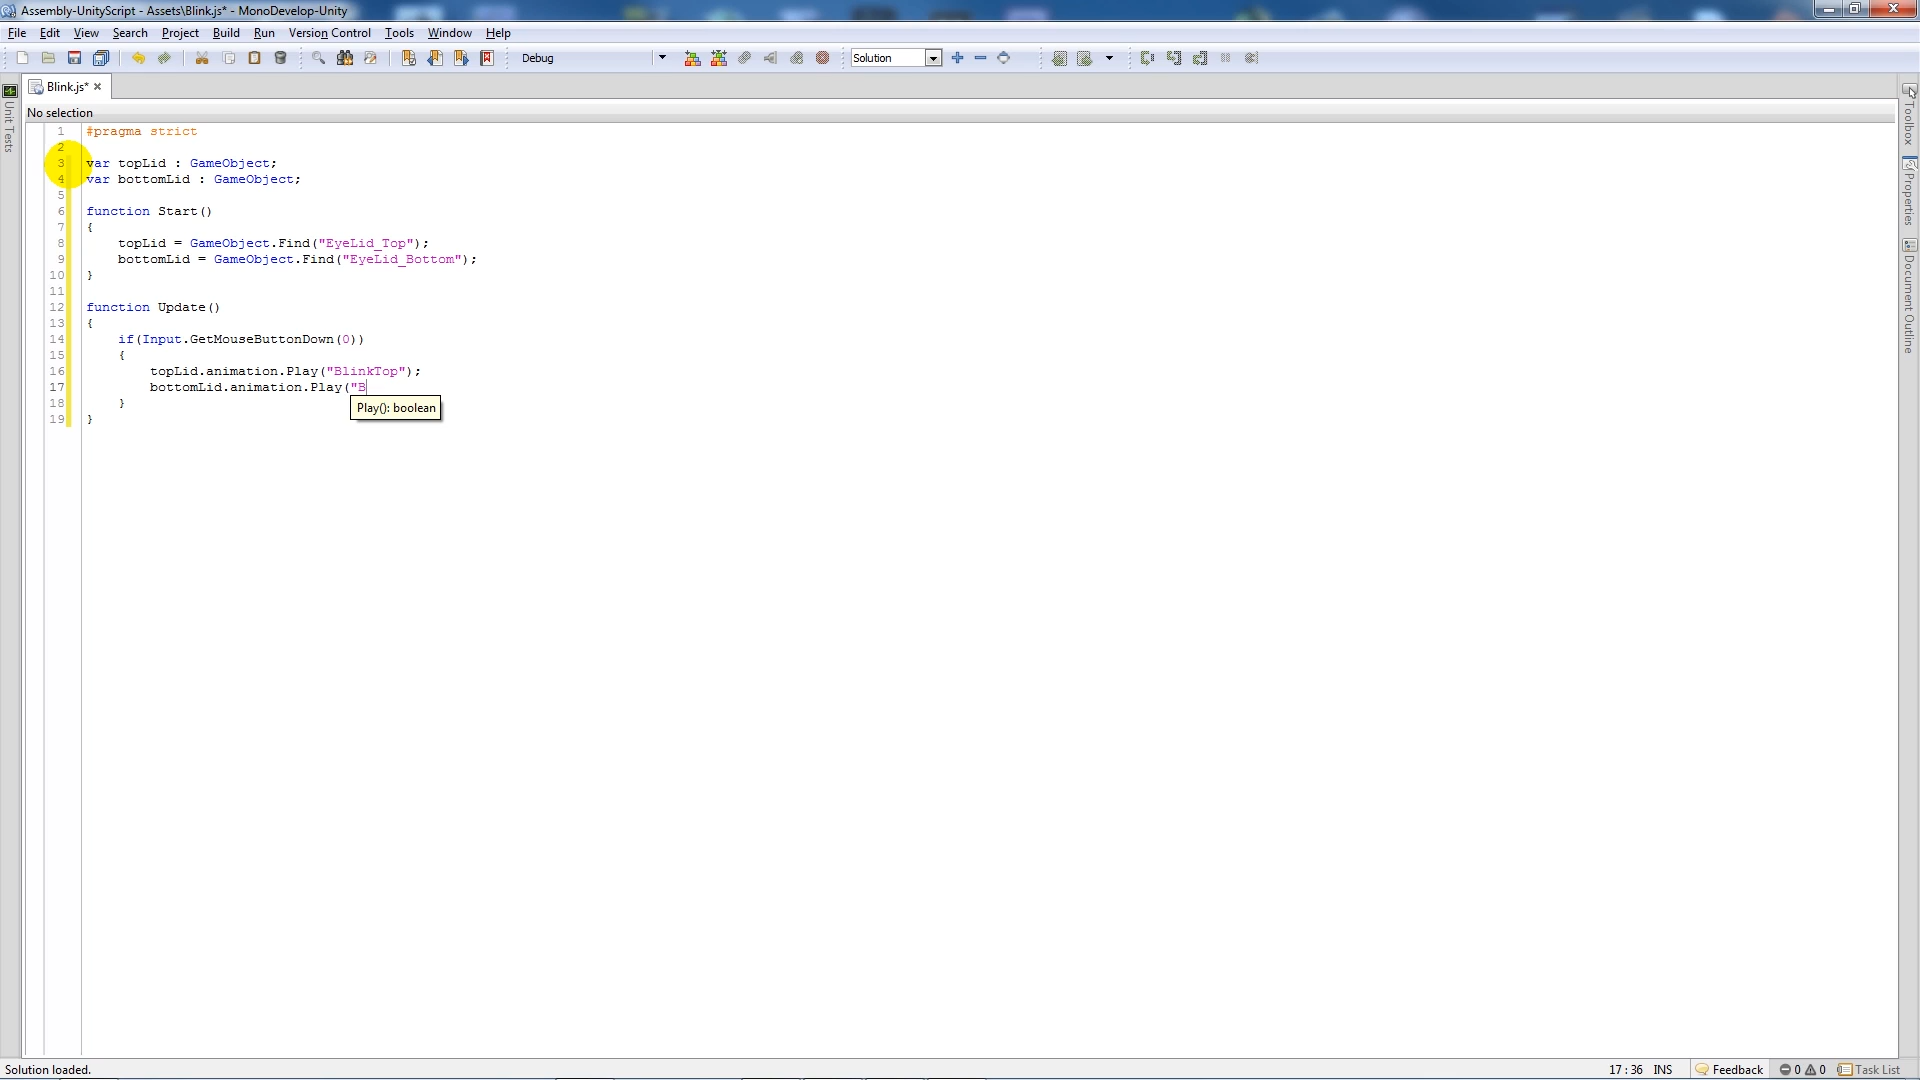 Assembly-UnityScript - Assets\Blink.js* - MonoDevelop-Unity
File Edit View Search Project Build Run Version Control Tools Window Help
Debug Solution
Blink.js*
No selection
Unit Tests
Toolbox
Properties
Document Outline
1 #pragma strict
2
3 var topLid : GameObject;
4 var bottomLid : GameObject;
5
6 function Start()
7 {
8 topLid = GameObject.Find("EyeLid_Top");
9 bottomLid = GameObject.Find("EyeLid_Bottom");
10 }
11
12 function Update()
13 {
14 if(Input.GetMouseButtonDown(0))
15 {
16 topLid.animation.Play("BlinkTop");
17 bottomLid.animation.Play("B
Play(): boolean
18 }
19 }
Solution loaded. 17 : 36 INS Feedback 0 0 Task List